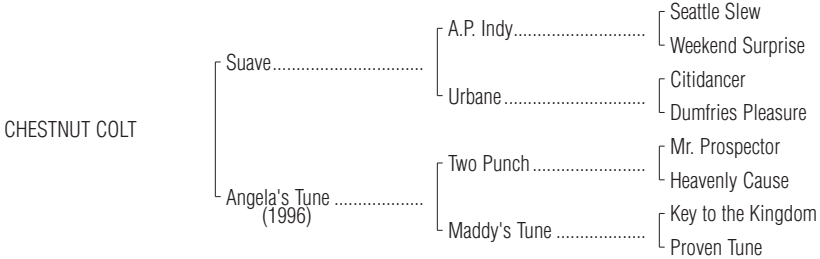 Seattle Slew
A.P. Indy..............................
Weekend Surprise
Suave..................................
Citidancer
Urbane.................................
Dumfries Pleasure
CHESTNUT COLT
Mr. Prospector
Two Punch..........................
Heavenly Cause
Angela's Tune .....................
(1996)
Key to the Kingdom
Maddy's Tune .....................
Proven Tune